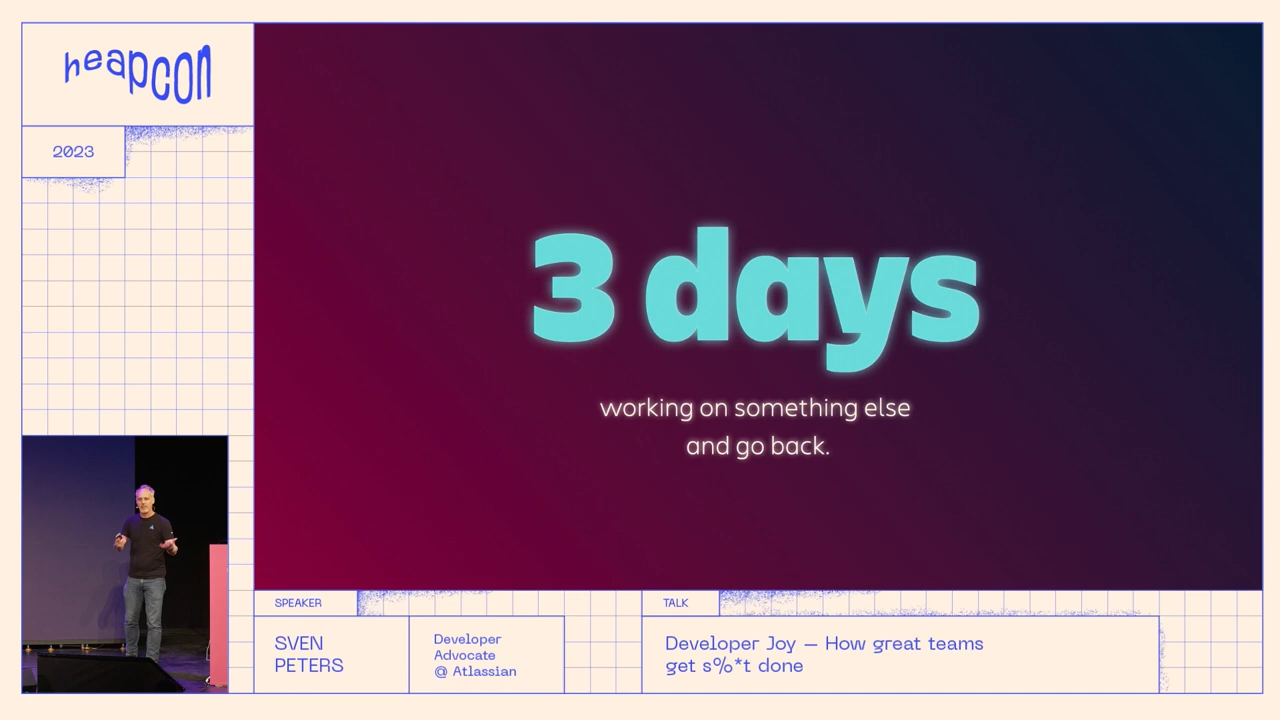 heapcon
2023
3 days
working on something else
and go back.
SPEAKER
SVEN
PETERS
Developer
Advocate
@ Atlassian
TALK
Developer Joy — How great teams
get s%*t done